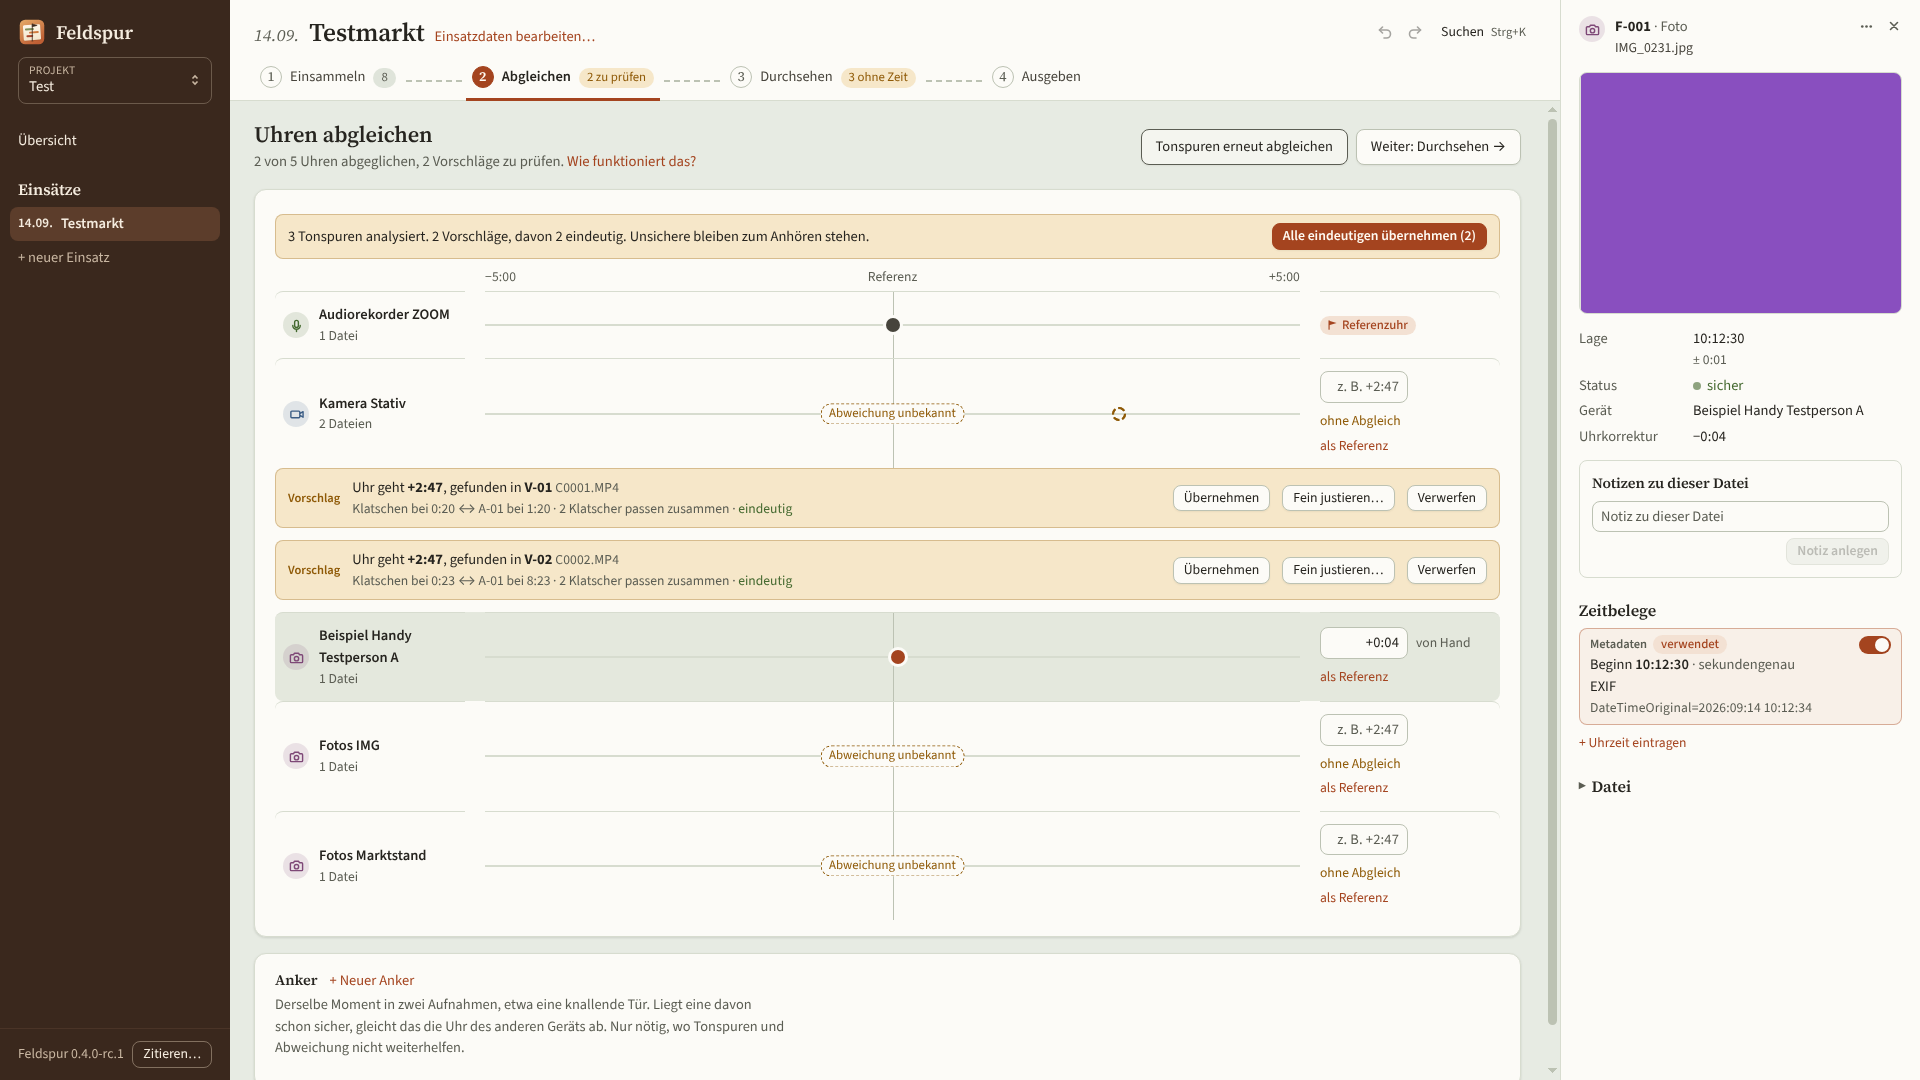 Feldspur
PROJEKT
Test
Übersicht
Einsätze
14.09. Testmarkt
+ neuer Einsatz
Feldspur 0.4.0-rc.1
Zitieren…
14.09. Testmarkt Einsatzdaten bearbeiten…
Suchen Strg+K
1 Einsammeln 8
2 Abgleichen 2 zu prüfen
3 Durchsehen 3 ohne Zeit
4 Ausgeben
Uhren abgleichen
2 von 5 Uhren abgeglichen, 2 Vorschläge zu prüfen. Wie funktioniert das?
Tonspuren erneut abgleichen
Weiter: Durchsehen →
3 Tonspuren analysiert. 2 Vorschläge, davon 2 eindeutig. Unsichere bleiben zum Anhören stehen.
Alle eindeutigen übernehmen (2)
−5:00 Referenz +5:00
Audiorekorder ZOOM
1 Datei
Referenzuhr
Kamera Stativ
2 Dateien
Abweichung unbekannt
z. B. +2:47
ohne Abgleich
als Referenz
Vorschlag
Uhr geht +2:47, gefunden in V-01 C0001.MP4
Klatschen bei 0:20 ↔ A-01 bei 1:20 · 2 Klatscher passen zusammen · eindeutig
Übernehmen
Fein justieren…
Verwerfen
Vorschlag
Uhr geht +2:47, gefunden in V-02 C0002.MP4
Klatschen bei 0:23 ↔ A-01 bei 8:23 · 2 Klatscher passen zusammen · eindeutig
Übernehmen
Fein justieren…
Verwerfen
Beispiel Handy
Testperson A
1 Datei
+0:04 von Hand
als Referenz
Fotos IMG
1 Datei
Abweichung unbekannt
z. B. +2:47
ohne Abgleich
als Referenz
Fotos Marktstand
1 Datei
Abweichung unbekannt
z. B. +2:47
ohne Abgleich
als Referenz
Anker + Neuer Anker
Derselbe Moment in zwei Aufnahmen, etwa eine knallende Tür. Liegt eine davon
schon sicher, gleicht das die Uhr des anderen Geräts ab. Nur nötig, wo Tonspuren und
Abweichung nicht weiterhelfen.
F-001 · Foto
IMG_0231.jpg
Lage 10:12:30
± 0:01
Status sicher
Gerät Beispiel Handy Testperson A
Uhrkorrektur −0:04
Notizen zu dieser Datei
Notiz zu dieser Datei
Notiz anlegen
Zeitbelege
Metadaten verwendet
Beginn 10:12:30 · sekundengenau
EXIF
DateTimeOriginal=2026:09:14 10:12:34
+ Uhrzeit eintragen
Datei